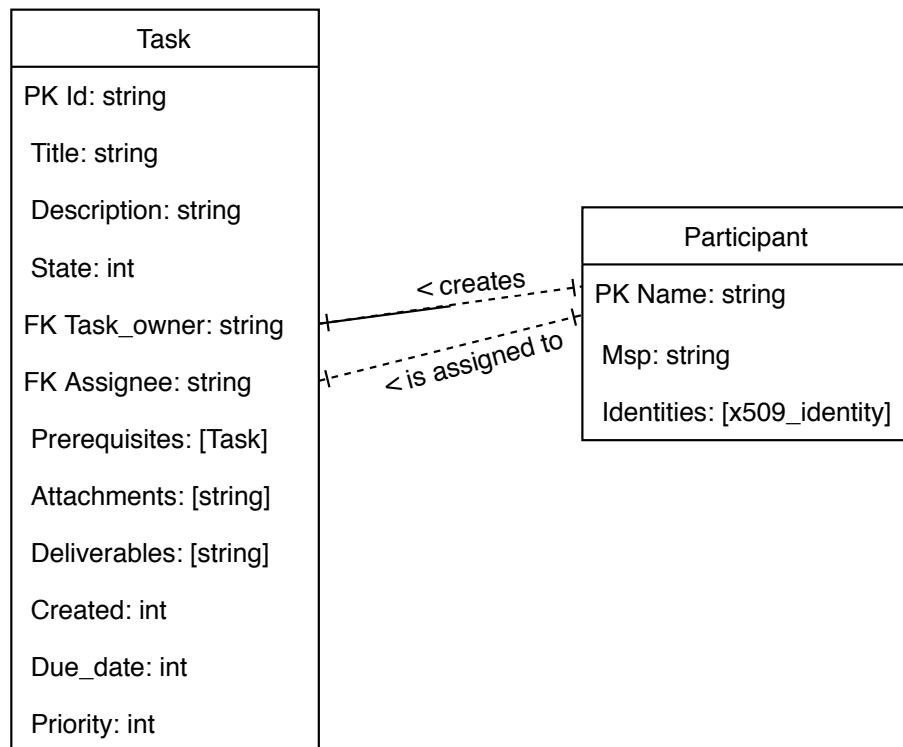 Task
PK Id: string
Title: string
Description: string
State: int
FK Task_owner: string
FK Assignee: string
Prerequisites: [Task]
Attachments: [string]
Deliverables: [string]
Created: int
Due_date: int
Priority: int
< creates
< is assigned to
Participant
PK Name: string
Msp: string
Identities: [x509_identity]